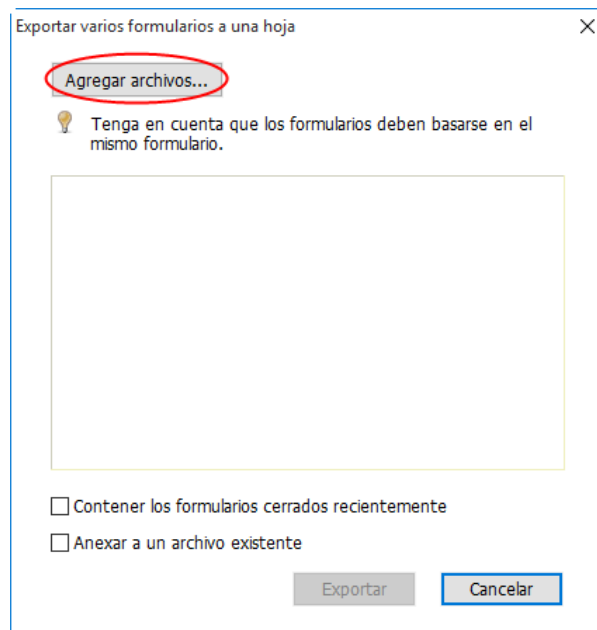 Exportar varios formularios a una hoja
Agregar archivos...
Tenga en cuenta que los formularios deben basarse en el
mismo formulario.
Contener los formularios cerrados recientemente
Anexar a un archivo existente
Exportar Cancelar